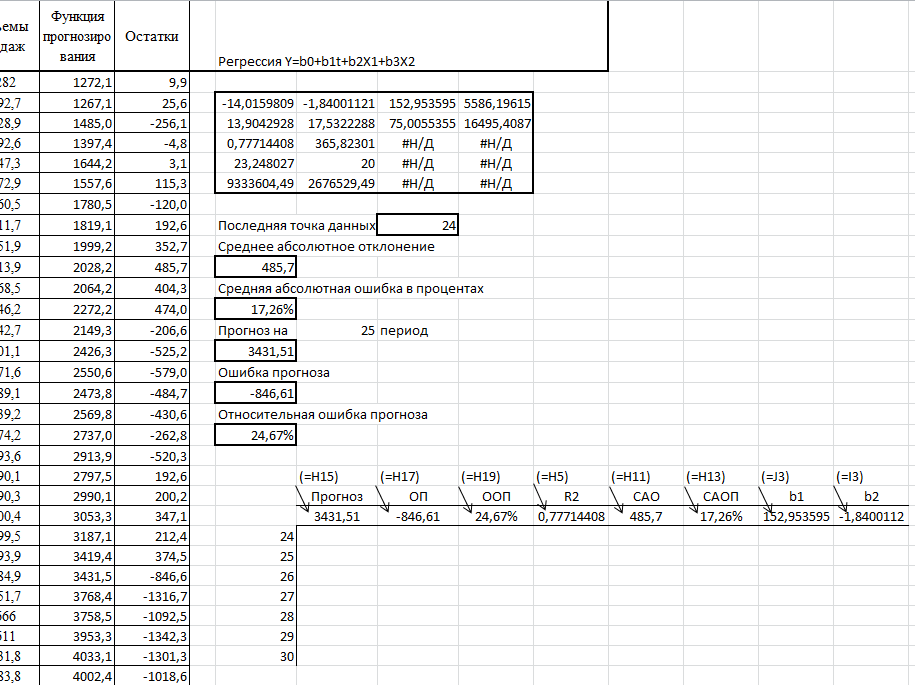 Функция
емы прогнозиро Остатки
даж вания
Регрессия Y=b0+b1t+b2X1+b3X2
282 1272,1 9,9
92,7 1267,1 25,6 -14,0159809 -1,84001121 152,953595 5586,19615
28,9 1485,0 -256,1 13,9042928 17,5322288 75,0055355 16495,4087
92,6 1397,4 -4,8 0,77714408 365,82301 #Н/Д #Н/Д
47,3 1644,2 3,1 23,248027 20 #Н/Д #Н/Д
72,9 1557,6 115,3 9333604,49 2676529,49 #Н/Д #Н/Д
60,5 1780,5 -120,0
11,7 1819,1 192,6 Последняя точка данных 24
51,9 1999,2 352,7 Среднее абсолютное отклонение
13,9 2028,2 485,7 485,7
68,5 2064,2 404,3 Средняя абсолютная ошибка в процентах
46,2 2272,2 474,0 17,26%
42,7 2149,3 -206,6 Прогноз на 25 период
01,1 2426,3 -525,2 3431,51
71,6 2550,6 -579,0 Ошибка прогноза
89,1 2473,8 -484,7 -846,61
39,2 2569,8 -430,6 Относительная ошибка прогноза
74,2 2737,0 -262,8 24,67%
93,6 2913,9 -520,3
90,1 2797,5 192,6 (=H15) (=H17) (=H19) (=H5) (=H11) (=H13) (=J3) (=I3)
90,3 2990,1 200,2 Прогноз ОП ООП R2 САО САОП b1 b2
00,4 3053,3 347,1 3431,51 -846,61 24,67% 0,77714408 485,7 17,26% 152,953595 -1,8400112
99,5 3187,1 212,4 24
93,9 3419,4 374,5 25
84,9 3431,5 -846,6 26
51,7 3768,4 -1316,7 27
666 3758,5 -1092,5 28
611 3953,3 -1342,3 29
31,8 4033,1 -1301,3 30
83,8 4002,4 -1018,6